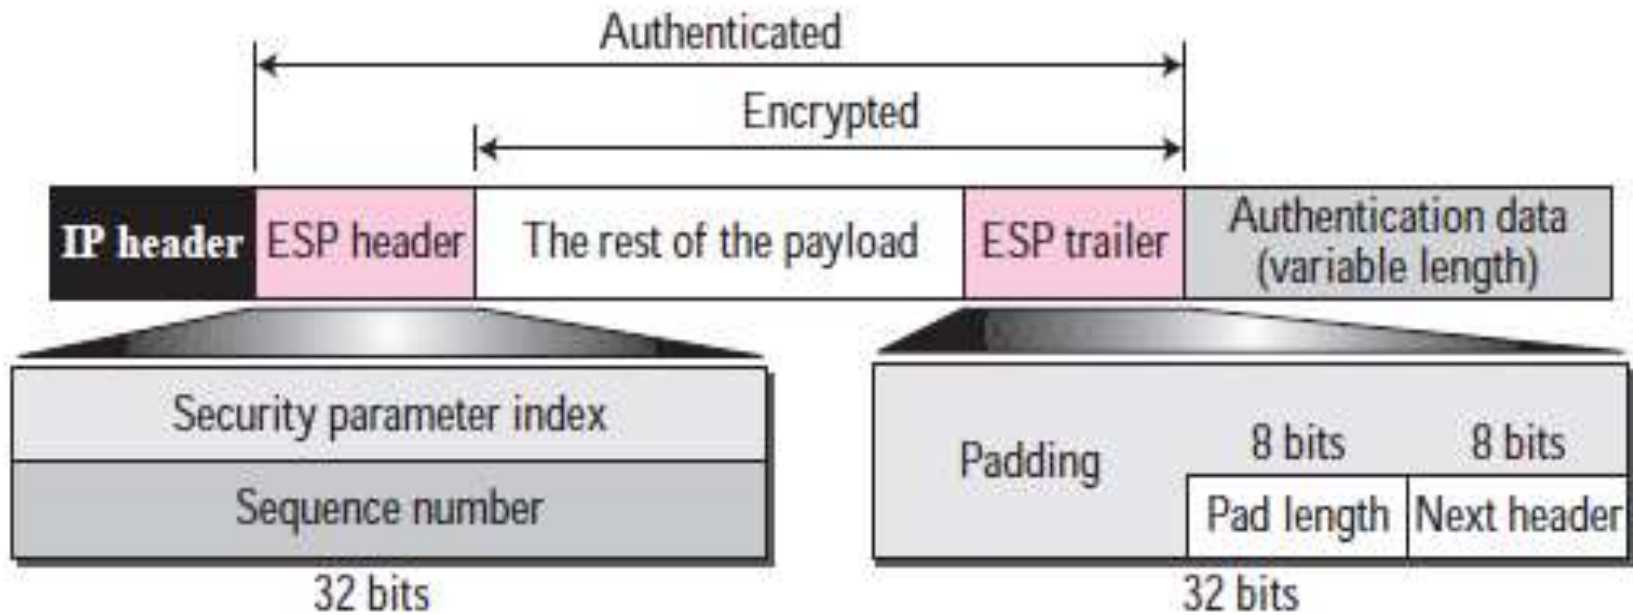 Authenticated
Encrypted
IP header
ESP header
The rest of the payload
ESP trailer
Authentication data
(variable length)
Security parameter index
Sequence number
32 bits
Padding
8 bits
8 bits
Pad length
Next header
32 bits